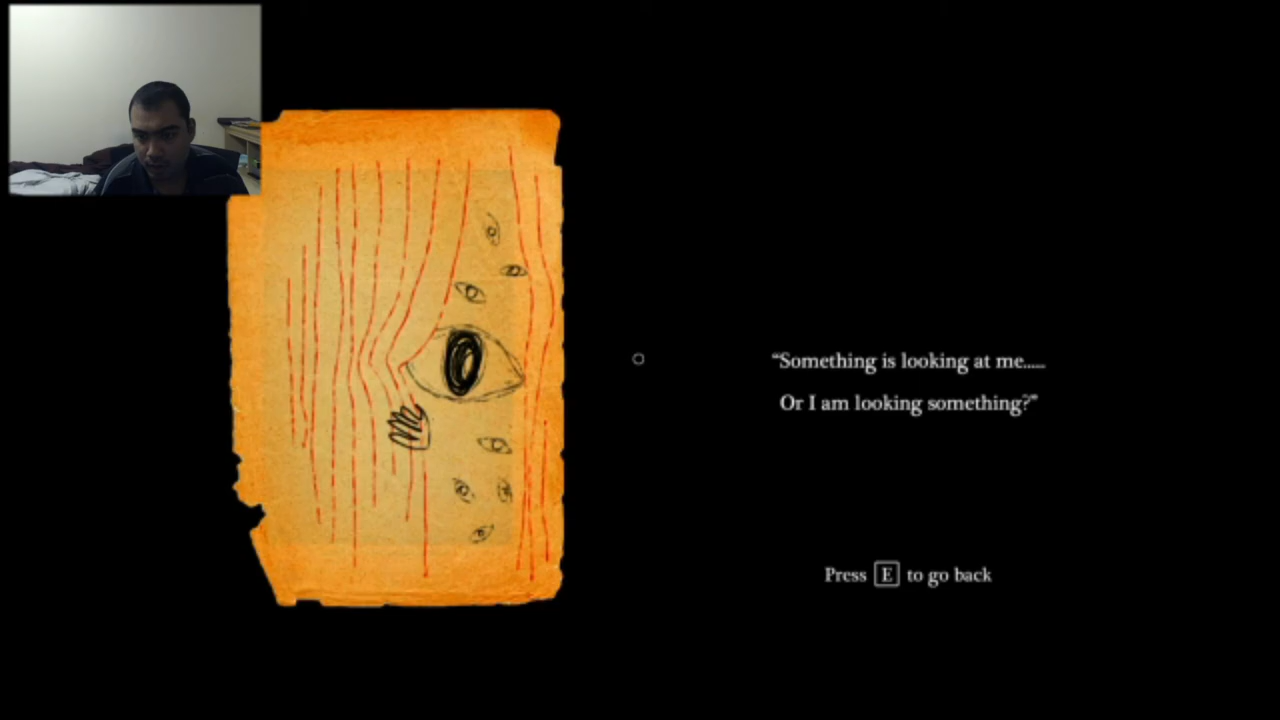 “Something is looking at me.....
Or I am looking something?”
Press E to go back